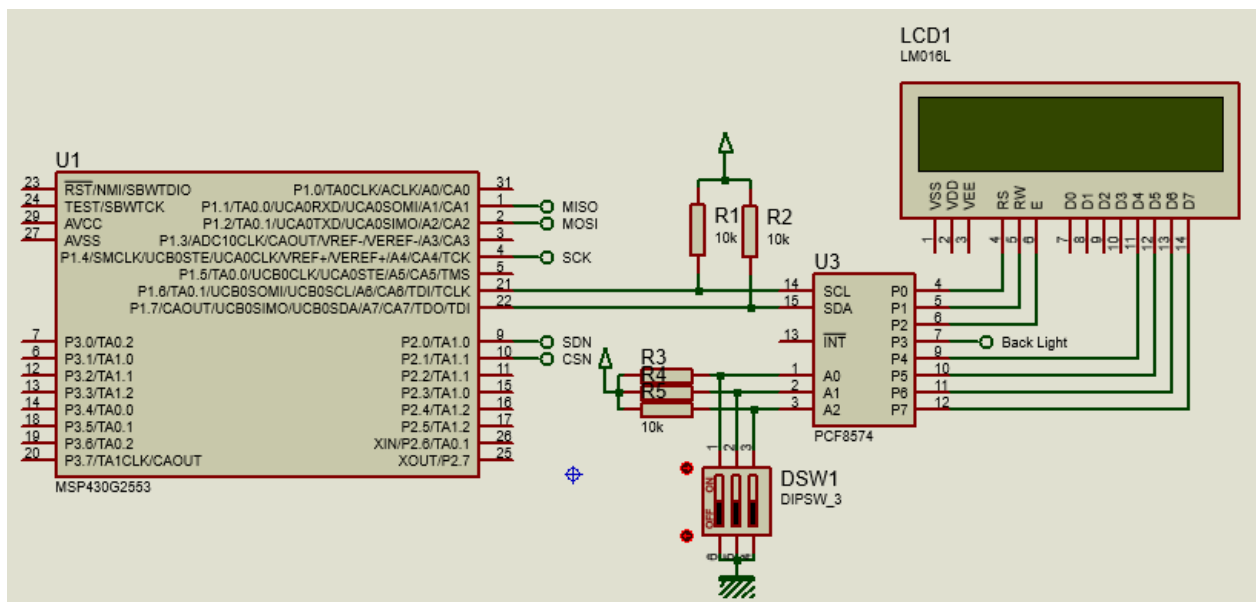 LCD1
LM016L
VSS
VDD
VEE
RS
RW
E
D0
D1
D2
D3
D4
D5
D6
D7
1
2
3
4
5
6
7
8
9
10
11
12
13
14
U1
23 RST/NMI/SBWTDIO P1.0/TA0CLK/ACLK/A0/CA0 31
24 TEST/SBWTCK P1.1/TA0.0/UCA0RXD/UCA0SOMI/A1/CA1 1 MISO
29 AVCC P1.2/TA0.1/UCA0TXD/UCA0SIMO/A2/CA2 2 MOSI
27 AVSS P1.3/ADC10CLK/CAOUT/VREF-/VEREF-/A3/CA3 3
P1.4/SMCLK/UCB0STE/UCA0CLK/VREF+/VEREF+/A4/CA4/TCK 4 SCK
P1.5/TA0.0/UCB0CLK/UCA0STE/A5/CA5/TMS 5
P1.6/TA0.1/UCB0SOMI/UCB0SCL/A6/CA6/TDI/TCLK 21
P1.7/CAOUT/UCB0SIMO/UCB0SDA/A7/CA7/TDO/TDI 22
7 P3.0/TA0.2 P2.0/TA1.0 9 SDN
6 P3.1/TA1.0 P2.1/TA1.1 10 CSN
12 P3.2/TA1.1 P2.2/TA1.1 11
13 P3.3/TA1.2 P2.3/TA1.0 15
14 P3.4/TA0.0 P2.4/TA1.2 16
18 P3.5/TA0.1 P2.5/TA1.2 17
19 P3.6/TA0.2 XIN/P2.6/TA0.1 26
20 P3.7/TA1CLK/CAOUT XOUT/P2.7 25
MSP430G2553
R1
10k
R2
10k
U3
14 SCL P0 4
15 SDA P1 5
P2 6
13 INT P3 7 Back Light
P4 9
1 A0 P5 10
2 A1 P6 11
3 A2 P7 12
PCF8574
R3
R4
R5
10k
1
2
3
ON
OFF
6
5
4
DSW1
DIPSW_3